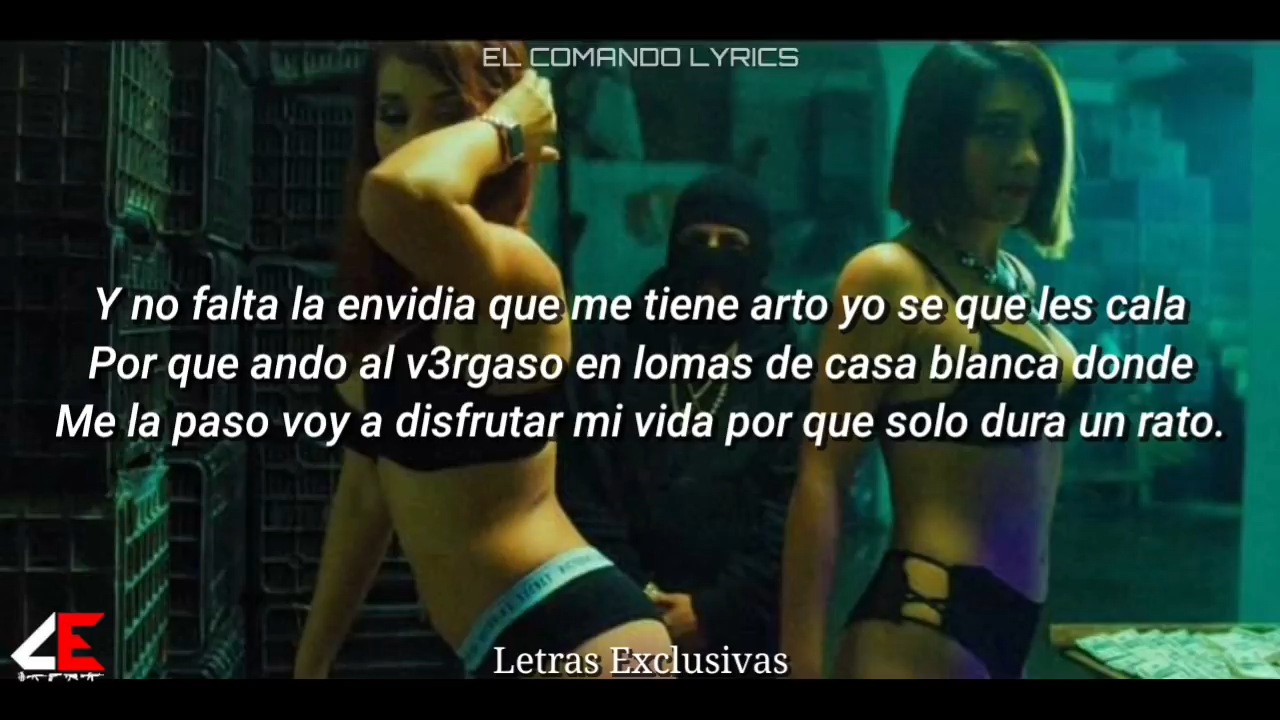 EL COMANDO LYRICS
Y no falta la envidia que me tiene arto yo se que les cala
Por que ando al v3rgaso en lomas de casa blanca donde
Me la paso voy a disfrutar mi vida por que solo dura un rato.
LE
Letras Exclusivas